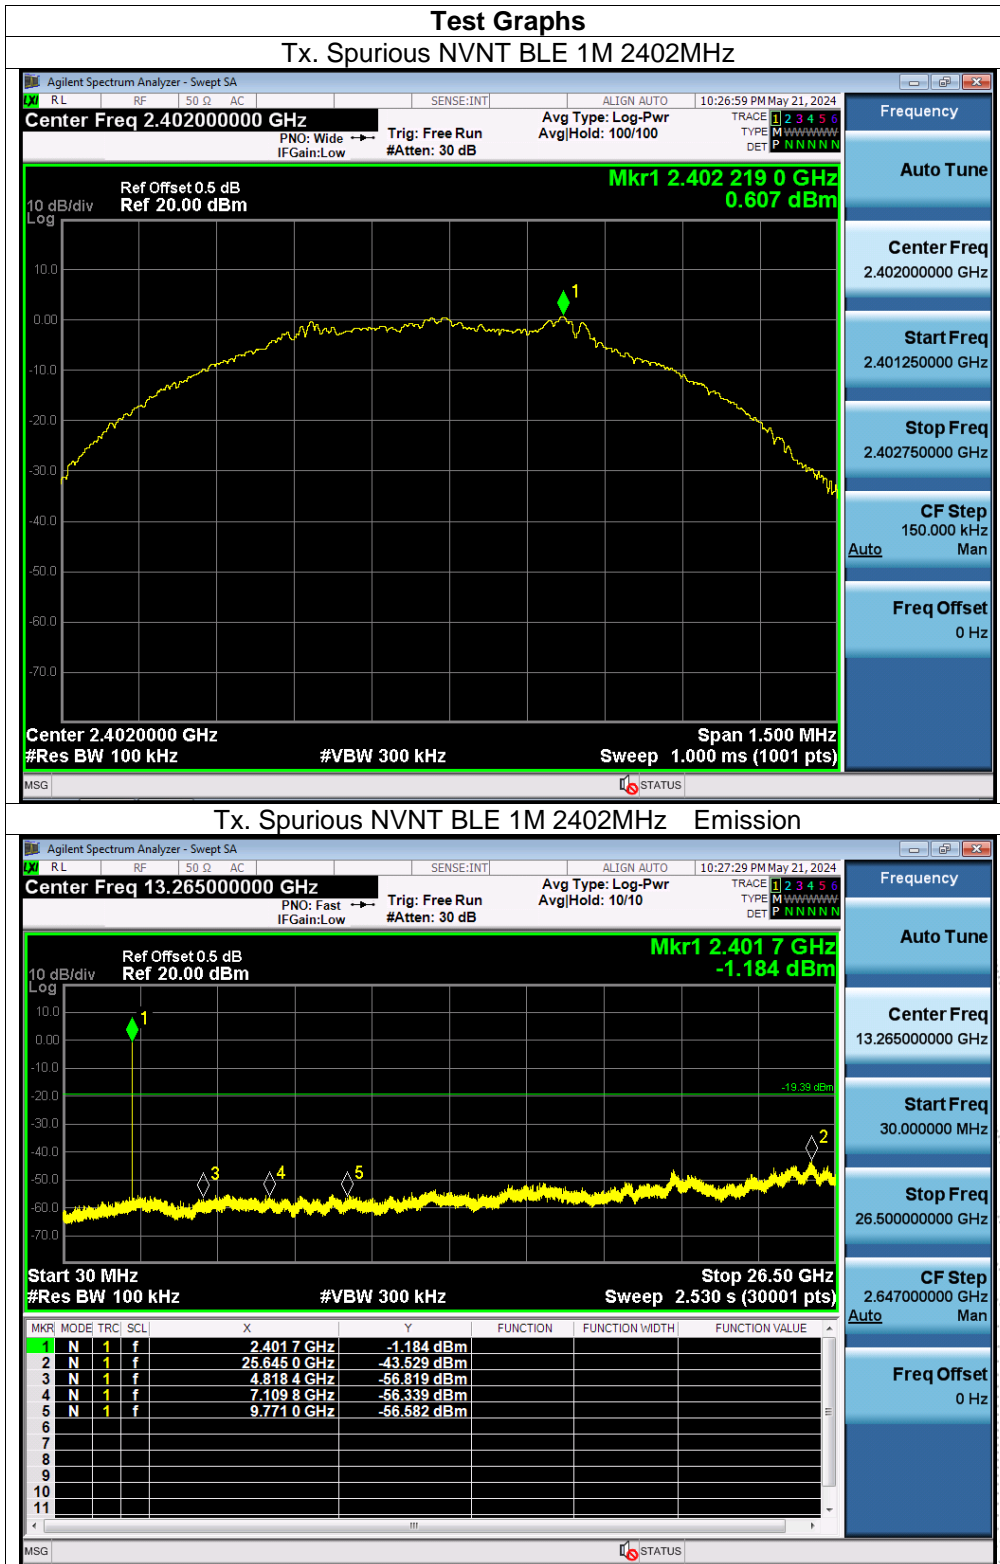 Test Graphs
Tx. Spurious NVNT BLE 1M 2402MHz
Agilent Spectrum Analyzer - Swept SA
LXI RL RF 50 Ω AC SENSE:INT ALIGN AUTO 10:26:59 PM May 21, 2024
Center Freq 2.402000000 GHz Avg Type: Log-Pwr TRACE 1 2 3 4 5 6
PNO: Wide Trig: Free Run Avg|Hold: 100/100 TYPE M WWWWW
IFGain:Low #Atten: 30 dB DET P N N N N N
Frequency
Auto Tune
Center Freq
2.402000000 GHz
Start Freq
2.401250000 GHz
Stop Freq
2.402750000 GHz
CF Step
150.000 kHz
Auto Man
Freq Offset
0 Hz
Mkr1 2.402 219 0 GHz
0.607 dBm
Ref Offset 0.5 dB
10 dB/div Ref 20.00 dBm
Log
1
10.0
0.00
-10.0
-20.0
-30.0
-40.0
-50.0
-60.0
-70.0
Center 2.4020000 GHz Span 1.500 MHz
#Res BW 100 kHz #VBW 300 kHz Sweep 1.000 ms (1001 pts)
MSG STATUS
Tx. Spurious NVNT BLE 1M 2402MHz Emission
Agilent Spectrum Analyzer - Swept SA
LXI RL RF 50 Ω AC SENSE:INT ALIGN AUTO 10:27:29 PM May 21, 2024
Center Freq 13.265000000 GHz Avg Type: Log-Pwr TRACE 1 2 3 4 5 6
PNO: Fast Trig: Free Run Avg|Hold: 10/10 TYPE M WWWWW
IFGain:Low #Atten: 30 dB DET P N N N N N
Frequency
Auto Tune
Center Freq
13.265000000 GHz
Start Freq
30.000000 MHz
Stop Freq
26.500000000 GHz
CF Step
2.647000000 GHz
Auto Man
Freq Offset
0 Hz
Mkr1 2.401 7 GHz
-1.184 dBm
Ref Offset 0.5 dB
10 dB/div Ref 20.00 dBm
Log
10.0
0.00
-10.0
-20.0
-30.0
-40.0
-50.0
-60.0
-70.0
1
-19.39 dBm
2
3 4 5
Start 30 MHz Stop 26.50 GHz
#Res BW 100 kHz #VBW 300 kHz Sweep 2.530 s (30001 pts)
MKR MODE TRC SCL X Y FUNCTION FUNCTION WIDTH FUNCTION VALUE
1 N 1 f 2.401 7 GHz -1.184 dBm
2 N 1 f 25.645 0 GHz -43.529 dBm
3 N 1 f 4.818 4 GHz -56.819 dBm
4 N 1 f 7.109 8 GHz -56.339 dBm
5 N 1 f 9.771 0 GHz -56.582 dBm
6
7
8
9
10
11
MSG STATUS